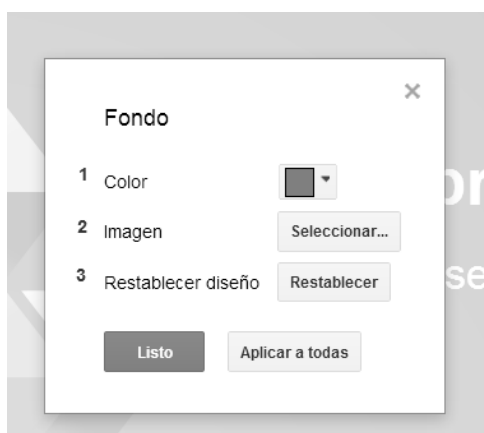 ×
Fondo
1 Color
2 Imagen Seleccionar...
3 Restablecer diseño Restablecer
Listo Aplicar a todas